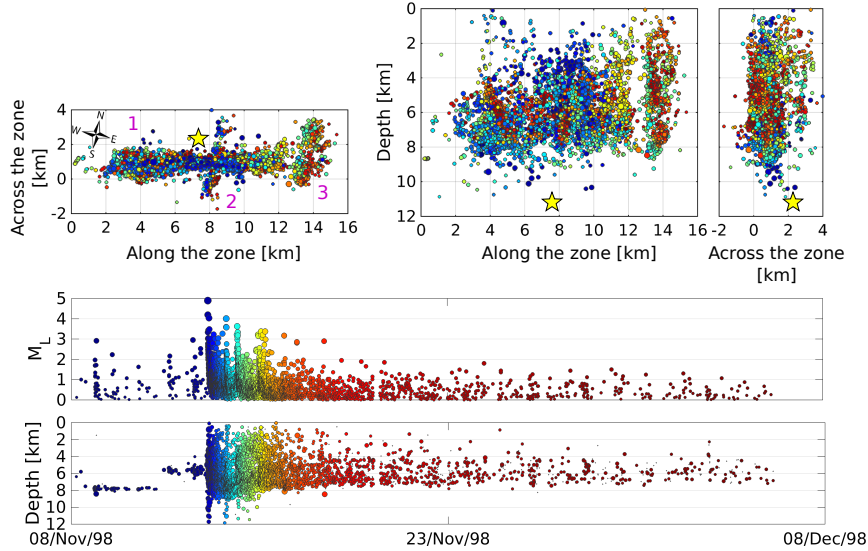 0
2
4
6
8
10
12
Depth [km]
0 2 4 6 8 10 12 14 16
Along the zone [km]
-2 0 2 4
Across the zone
[km]
4
2
0
-2
Across the zone
[km]
1
N
W E
S
2
3
0 2 4 6 8 10 12 14 16
Along the zone [km]
5
4
3
2
1
0
M_L
0
2
4
6
8
10
12
Depth [km]
08/Nov/98 23/Nov/98 08/Dec/98